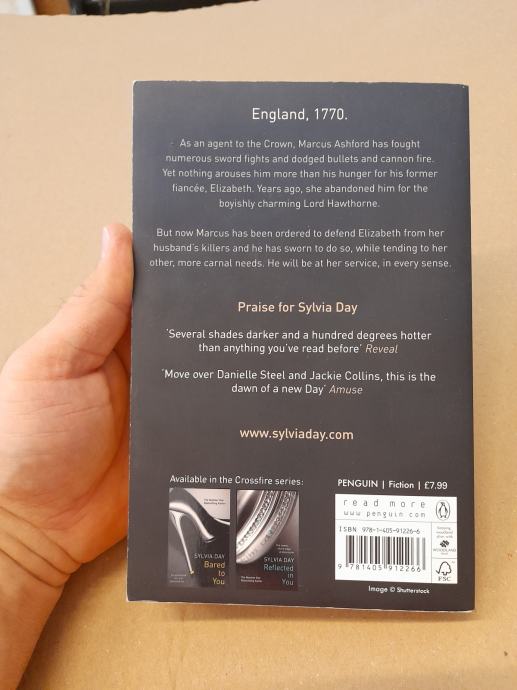 England, 1770.
As an agent to the Crown, Marcus Ashford has fought
numerous sword fights and dodged bullets and cannon fire.
Yet nothing arouses him more than his hunger for his former
fiancée, Elizabeth. Years ago, she abandoned him for the
boyishly charming Lord Hawthorne.
But now Marcus has been ordered to defend Elizabeth from her
husband's killers and he has sworn to do so, while tending to her
other, more carnal needs. He will be at her service, in every sense.
Praise for Sylvia Day
'Several shades darker and a hundred degrees hotter
than anything you've read before' Reveal
'Move over Danielle Steel and Jackie Collins, this is the
dawn of a new Day' Amuse
www.sylviaday.com
Available in the Crossfire series:
SYLVIA DAY
Bared
to
You
SYLVIA DAY
Reflected
in
You
PENGUIN | Fiction | £7.99
read more
www.penguin.com
ISBN 978-1-405-91226-6
9 781405 912266
WOODLAND
FSC
Image © Shutterstock